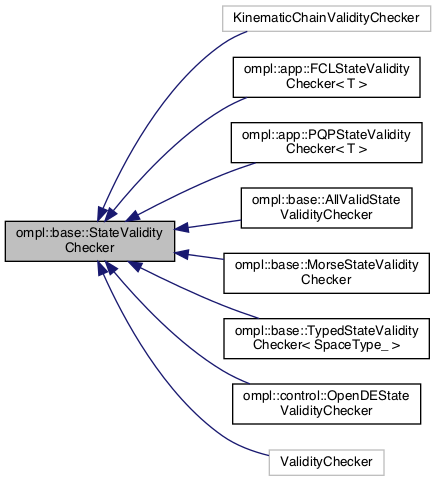 KinematicChainValidityChecker
ompl::app::FCLStateValidity
Checker< T >
ompl::app::PQPStateValidity
Checker< T >
ompl::base::AllValidState
ValidityChecker
ompl::base::StateValidity
Checker
ompl::base::MorseStateValidity
Checker
ompl::base::TypedStateValidity
Checker< SpaceType_ >
ompl::control::OpenDEState
ValidityChecker
ValidityChecker